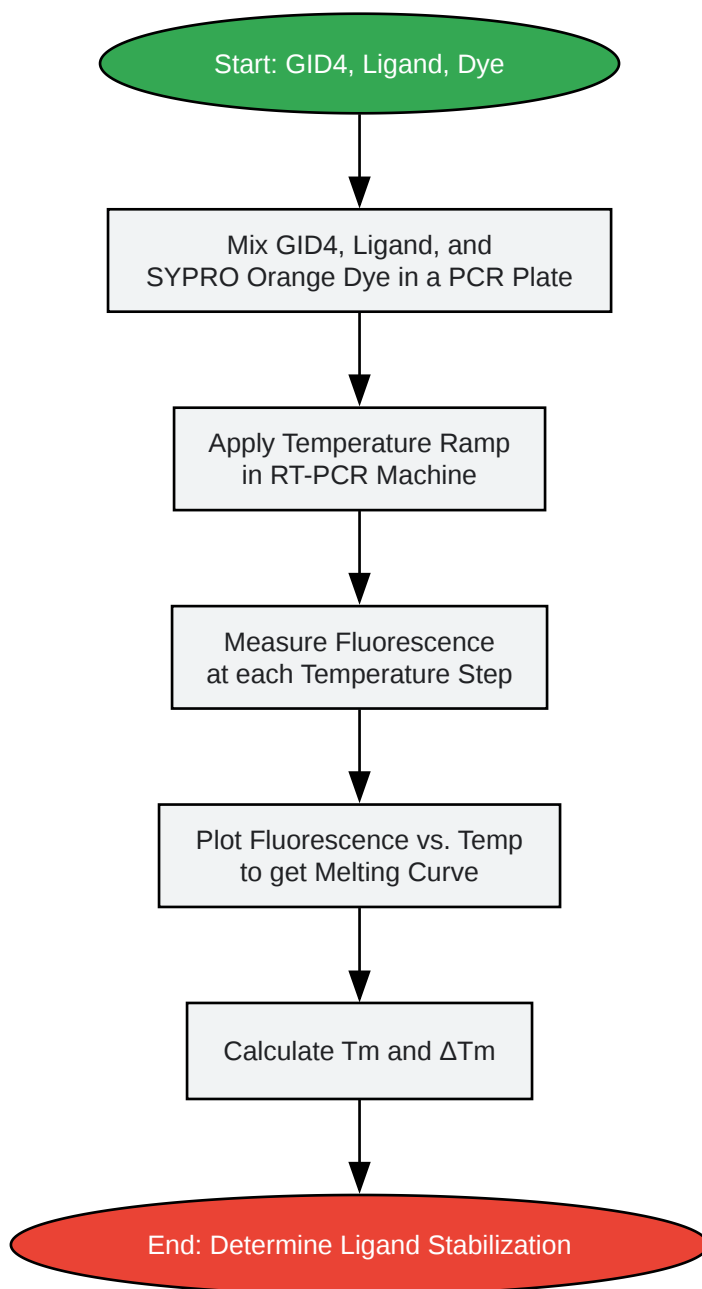 Start: GID4, Ligand, Dye
Mix GID4, Ligand, and
SYPRO Orange Dye in a PCR Plate
Apply Temperature Ramp
in RT-PCR Machine
Measure Fluorescence
at each Temperature Step
Plot Fluorescence vs. Temp
to get Melting Curve
Calculate Tm and ΔTm
End: Determine Ligand Stabilization